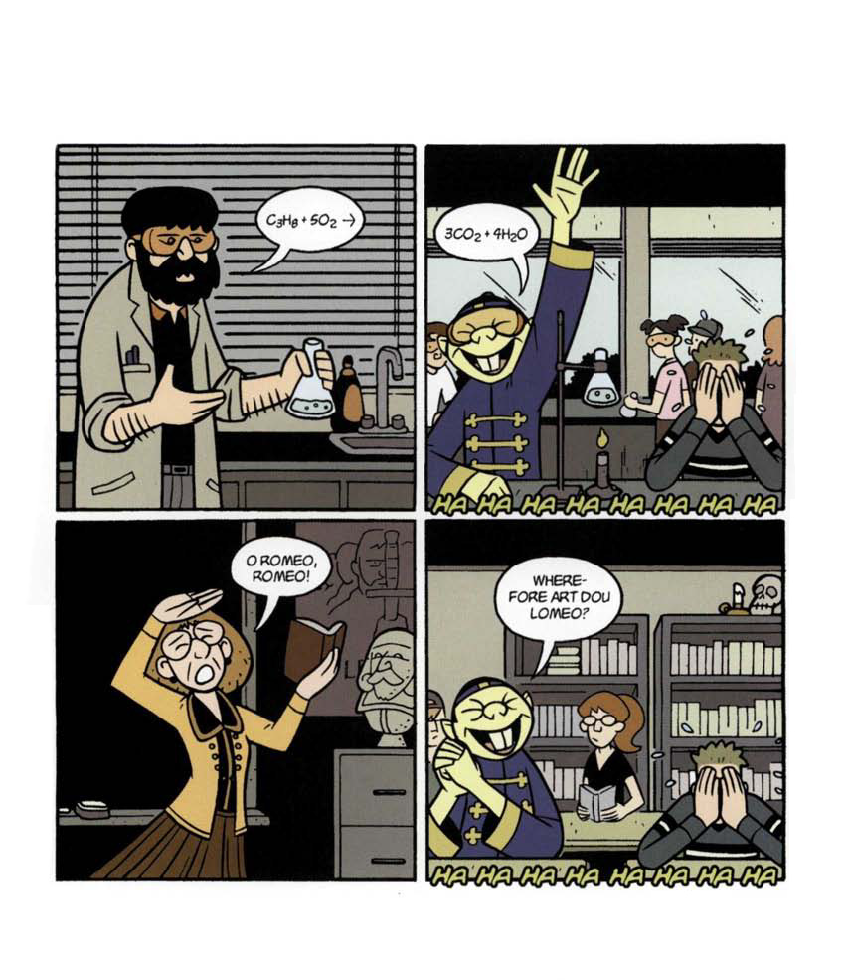 C₃H₈ + 5O₂ →
3CO₂ + 4H₂O
HA HA HA HA HA HA HA HA
O ROMEO,
ROMEO!
WHERE-
FORE ART DOU
LOMEO?
HA HA HA HA HA HA HA HA